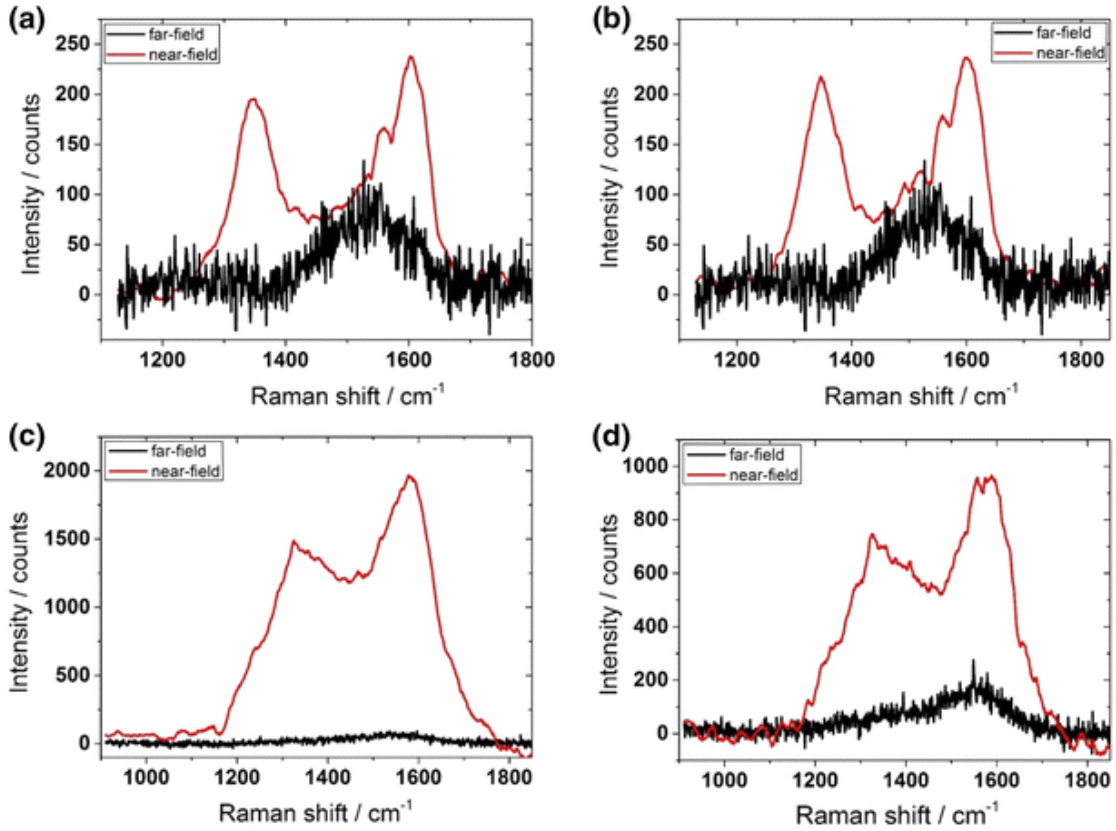 (a)
far-field
near-field
250
200
150
100
50
0
Intensity / counts
1200 1400 1600 1800
Raman shift / cm⁻¹
(b)
far-field
near-field
250
200
150
100
50
0
Intensity / counts
1200 1400 1600 1800
Raman shift / cm⁻¹
(c)
far-field
near-field
2000
1500
1000
500
0
Intensity / counts
1000 1200 1400 1600 1800
Raman shift / cm⁻¹
(d)
far-field
near-field
1000
800
600
400
200
0
Intensity / counts
1000 1200 1400 1600 1800
Raman shift / cm⁻¹